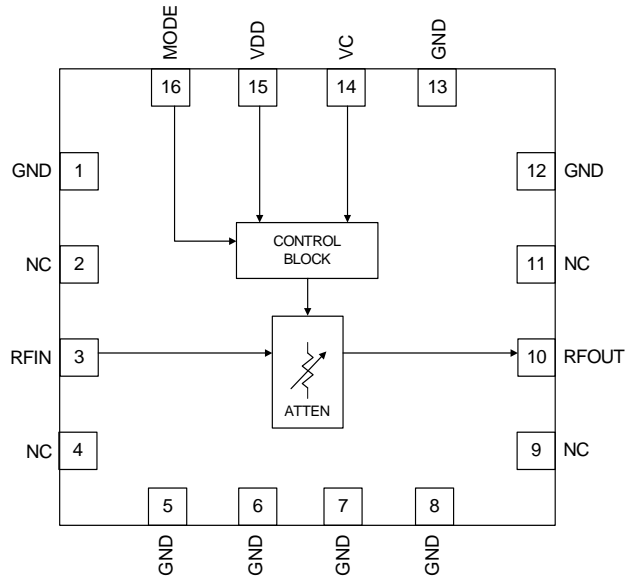 MODE
VDD
VC
GND
16
15
14
13
GND
1
12
GND
NC
2
CONTROL
BLOCK
11
NC
RFIN
3
10
RFOUT
ATTEN
NC
4
9
NC
5
6
7
8
GND
GND
GND
GND